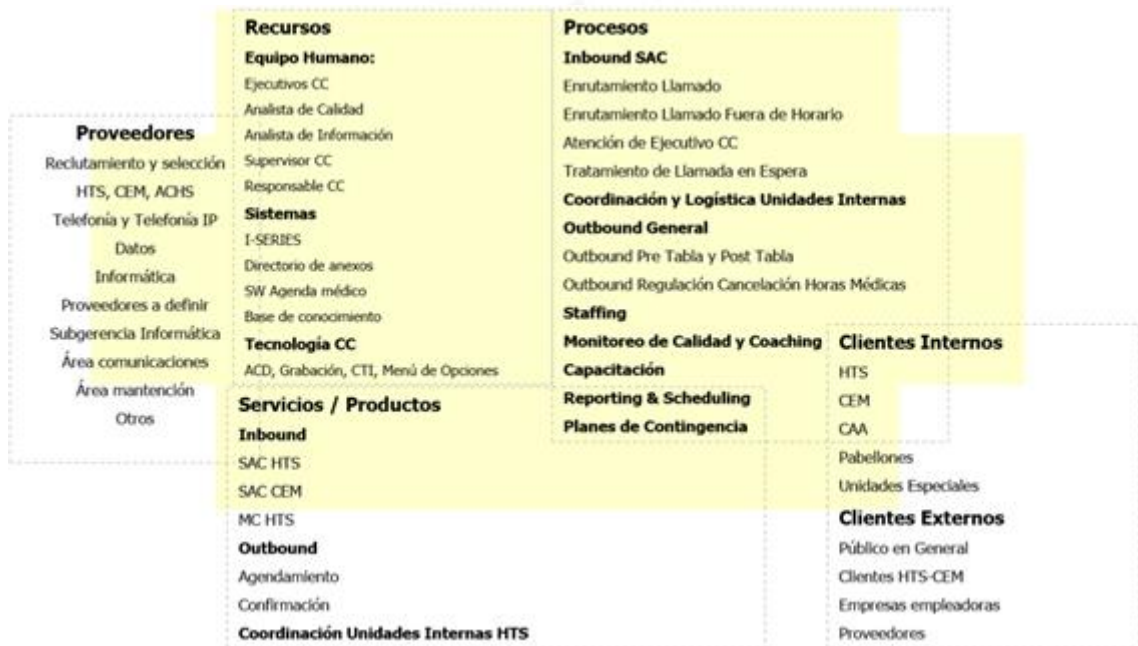 Recursos
Equipo Humano:
Ejecutivos CC
Analista de Calidad
Analista de Información
Supervisor CC
Responsable CC
Sistemas
I-SERIES
Directorio de anexos
SW Agenda médico
Base de conocimiento
Tecnología CC
ACD, Grabación, CTI, Menú de Opciones
Procesos
Inbound SAC
Enrutamiento Llamado
Enrutamiento Llamado Fuera de Horario
Atención de Ejecutivo CC
Tratamiento de Llamada en Espera
Coordinación y Logística Unidades Internas
Outbound General
Outbound Pre Tabla y Post Tabla
Outbound Regulación Cancelación Horas Médicas
Staffing
Monitoreo de Calidad y Coaching
Capacitación
Reporting & Scheduling
Planes de Contingencia
Proveedores
Reclutamiento y selección
HTS, CEM, ACHS
Telefonía y Telefonía IP
Datos
Informática
Proveedores a definir
Subgerencia Informática
Área comunicaciones
Área mantención
Otros
Servicios / Productos
Inbound
SAC HTS
SAC CEM
MC HTS
Outbound
Agendamiento
Confirmación
Coordinación Unidades Internas HTS
Clientes Internos
HTS
CEM
CAA
Pabellones
Unidades Especiales
Clientes Externos
Público en General
Clientes HTS-CEM
Empresas empleadoras
Proveedores